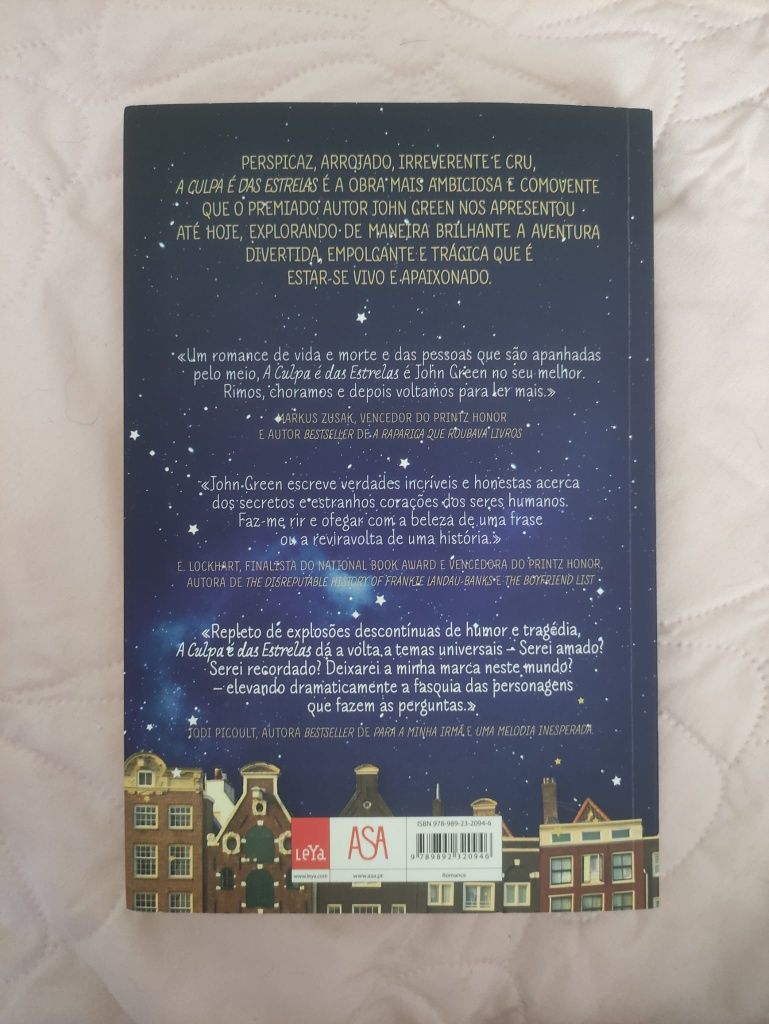 PERSPICAZ, ARROJADO, IRREVERENTE E CRU,
A CULPA É DAS ESTRELAS É A OBRA MAIS AMBICIOSA E COMOVENTE
QUE O PREMIADO AUTOR JOHN GREEN NOS APRESENTOU
ATÉ HOJE, EXPLORANDO DE MANEIRA BRILHANTE A AVENTURA
DIVERTIDA, EMPOLGANTE E TRÁGICA QUE É
ESTAR-SE VIVO E APAIXONADO.
«Um romance de vida e morte e das pessoas que são apanhadas
pelo meio, A Culpa é das Estrelas é John Green no seu melhor.
Rimos, choramos e depois voltamos para ler mais.»
MARKUS ZUSAK, VENCEDOR DO PRINTZ HONOR
E AUTOR BESTSELLER DE A RAPARIGA QUE ROUBAVA LIVROS
«John Green escreve verdades incríveis e honestas acerca
dos secretos e estranhos corações dos seres humanos.
Faz-me rir e ofegar com a beleza de uma frase
ou a reviravolta de uma história.»
E. LOCKHART, FINALISTA DO NATIONAL BOOK AWARD E VENCEDORA DO PRINTZ HONOR,
AUTORA DE THE DISREPUTABLE HISTORY OF FRANKIE LANDAU-BANKS E THE BOYFRIEND LIST
«Repleto de explosões descontínuas de humor e tragédia,
A Culpa é das Estrelas dá a volta a temas universais – Serei amado?
Serei recordado? Deixarei a minha marca neste mundo?
– elevando dramaticamente a fasquia das personagens
que fazem as perguntas.»
JODI PICOULT, AUTORA BESTSELLER DE PARA A MINHA IRMÃ E UMA MELODIA INESPERADA.
LeYa
www.leya.com
ASA
www.asa.pt
ISBN 978-989-23-2094-6
9 789892 320946
Romance